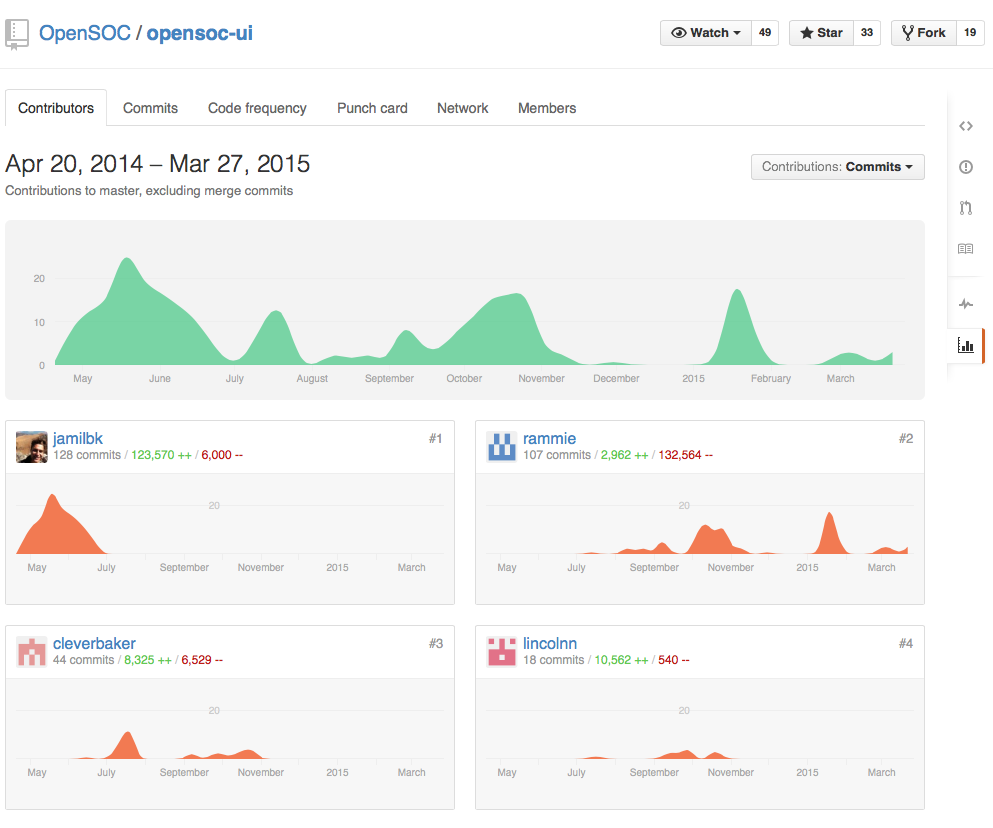 OpenSOC / opensoc-ui
Watch 49 Star 33 Fork 19
Contributors Commits Code frequency Punch card Network Members
Apr 20, 2014 – Mar 27, 2015
Contributions: Commits
Contributions to master, excluding merge commits
20
10
0
May June July August September October November December 2015 February March
jamilbk #1
128 commits / 123,570 ++ / 6,000 --
20
May July September November 2015 March
rammie #2
107 commits / 2,962 ++ / 132,564 --
20
May July September November 2015 March
cleverbaker #3
44 commits / 8,325 ++ / 6,529 --
20
May July September November 2015 March
lincolnn #4
18 commits / 10,562 ++ / 540 --
20
May July September November 2015 March